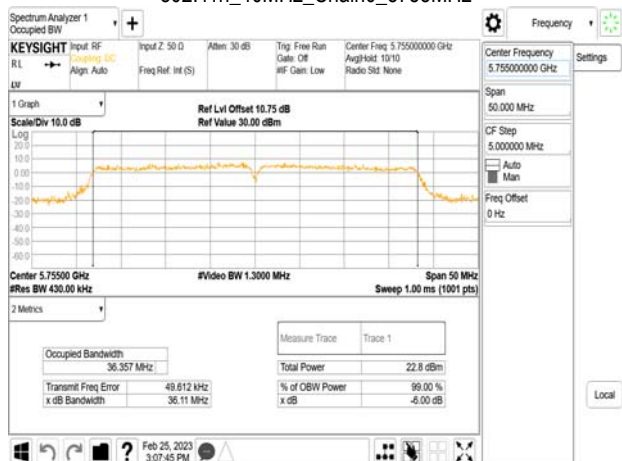 Spectrum Analyzer 1
Occupied BW
Frequency
KEYSIGHT Input: RF Input Z: 50 Ω Atten: 30 dB Trig: Free Run Center Freq: 5.755000000 GHz
RL Coupling: DC Gate: Off Avg|Hold: 10/10
Align: Auto Freq Ref: Int (S) #IF Gain: Low Radio Std: None
Center Frequency
5.755000000 GHz
Settings
Span
50.000 MHz
CF Step
5.000000 MHz
Auto
Man
Freq Offset
0 Hz
Local
1 Graph
Ref Lvl Offset 10.75 dB
Scale/Div 10.0 dB Ref Value 30.00 dBm
Log
20.0
10.0
0.00
-10.0
-20.0
-30.0
-40.0
-50.0
-60.0
Center 5.75500 GHz #Video BW 1.3000 MHz Span 50 MHz
#Res BW 430.00 kHz Sweep 1.00 ms (1001 pts)
2 Metrics
Measure Trace Trace 1
Occupied Bandwidth
36.357 MHz Total Power 22.8 dBm
Transmit Freq Error 49.612 kHz % of OBW Power 99.00 %
x dB Bandwidth 36.11 MHz x dB -6.00 dB
Feb 25, 2023
3:07:45 PM